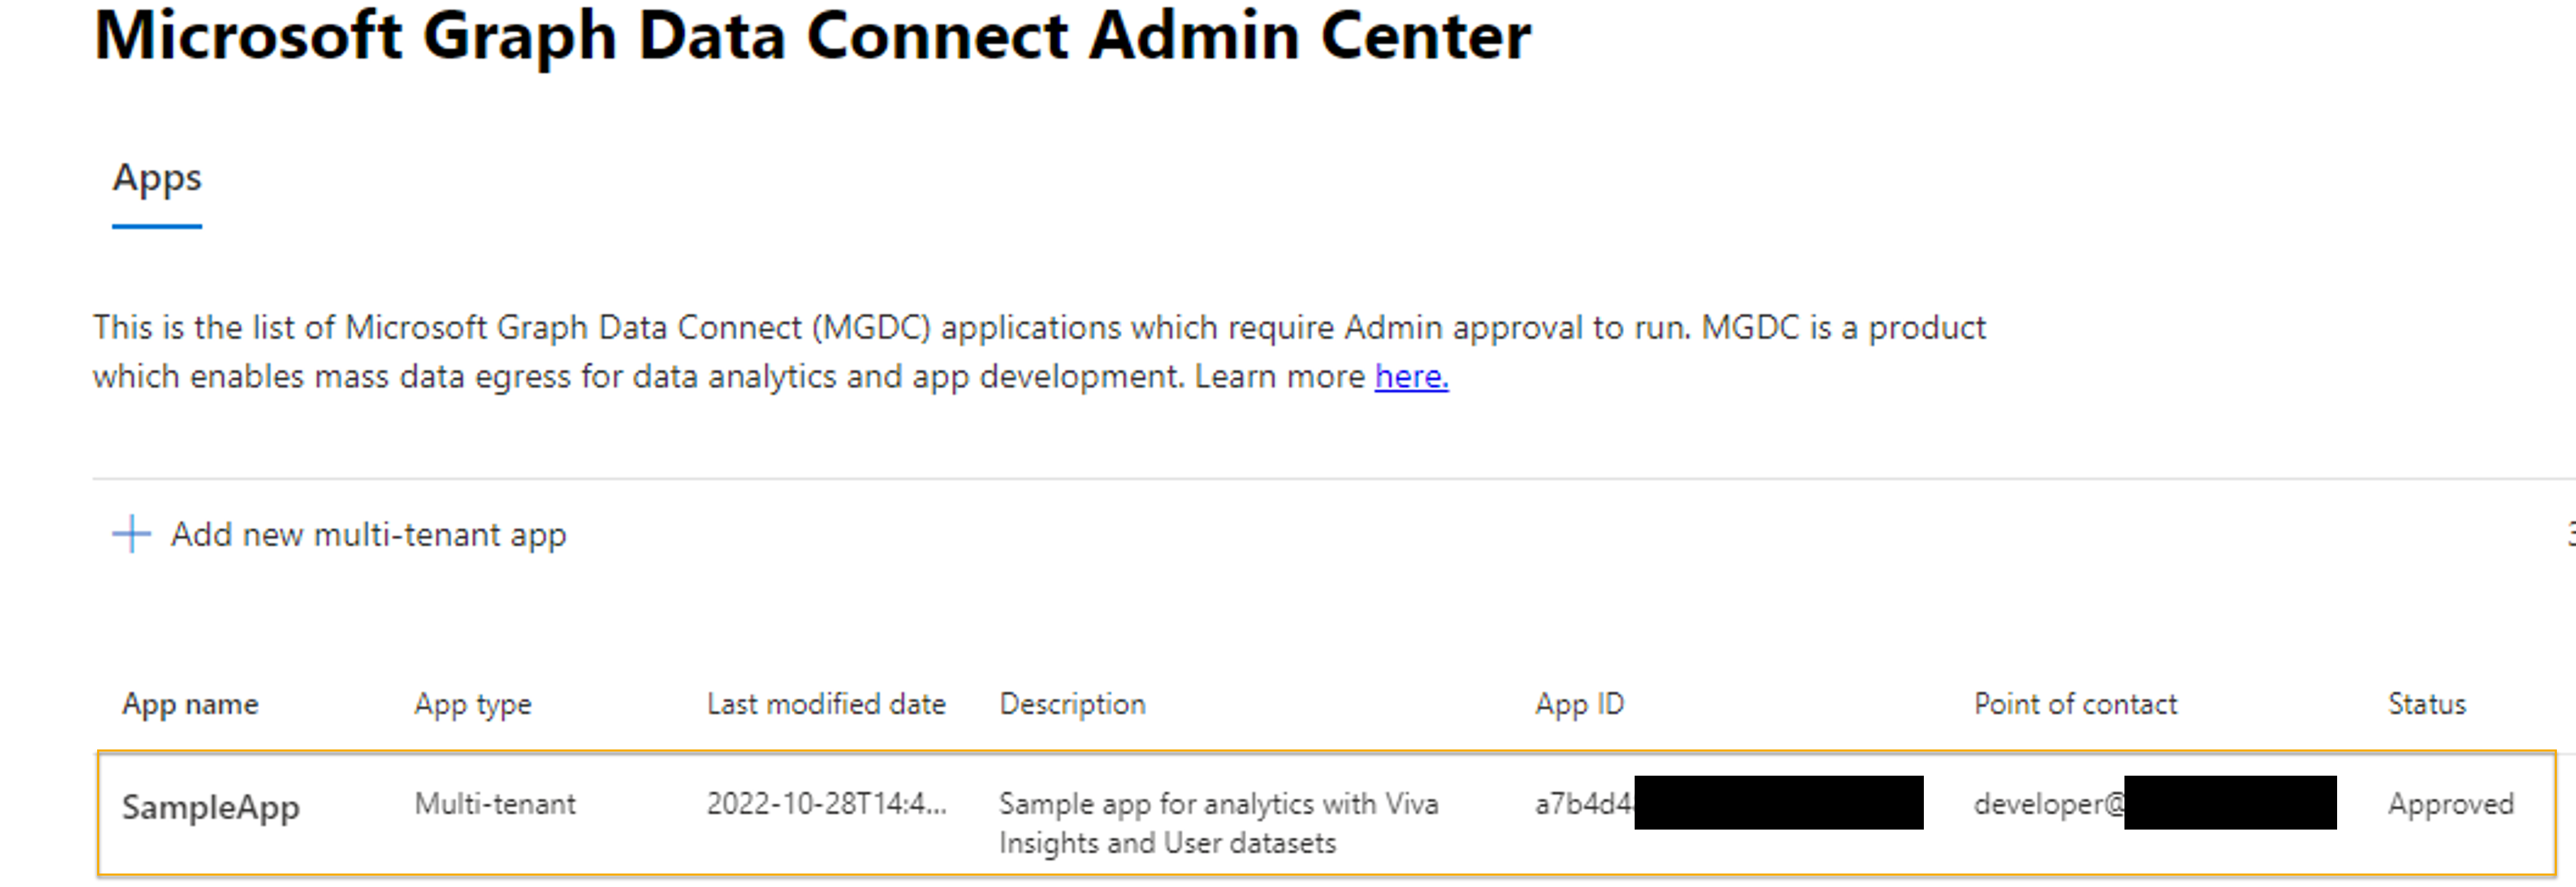 Microsoft Graph Data Connect Admin Center
Apps
This is the list of Microsoft Graph Data Connect (MGDC) applications which require Admin approval to run. MGDC is a product
which enables mass data egress for data analytics and app development. Learn more here.
Add new multi-tenant app
App name App type Last modified date Description App ID Point of contact Status
SampleApp Multi-tenant 2022-10-28T14:4... Sample app for analytics with Viva a7b4d4 developer@ Approved
Insights and User datasets